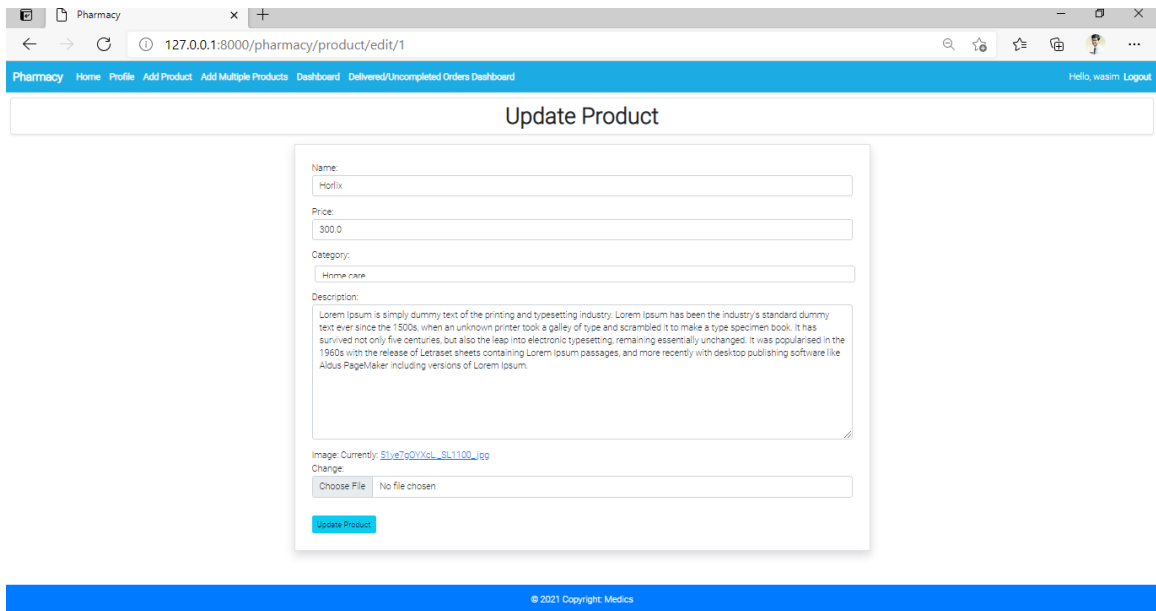 Pharmacy
127.0.0.1:8000/pharmacy/product/edit/1
Pharmacy Home Profile Add Product Add Multiple Products Dashboard Delivered/Uncompleted Orders Dashboard Hello, wasim Logout
Update Product
Name:
Horlix
Price:
300.0
Category:
Home care
Description:
Lorem Ipsum is simply dummy text of the printing and typesetting industry. Lorem Ipsum has been the industry's standard dummy
text ever since the 1500s, when an unknown printer took a galley of type and scrambled it to make a type specimen book. It has
survived not only five centuries, but also the leap into electronic typesetting, remaining essentially unchanged. It was popularised in the
1960s with the release of Letraset sheets containing Lorem Ipsum passages, and more recently with desktop publishing software like
Aldus PageMaker including versions of Lorem Ipsum.
Image: Currently: 51ye7gOYXcL._SL1100_.jpg
Change:
Choose File No file chosen
Update Product
© 2021 Copyright: Medics